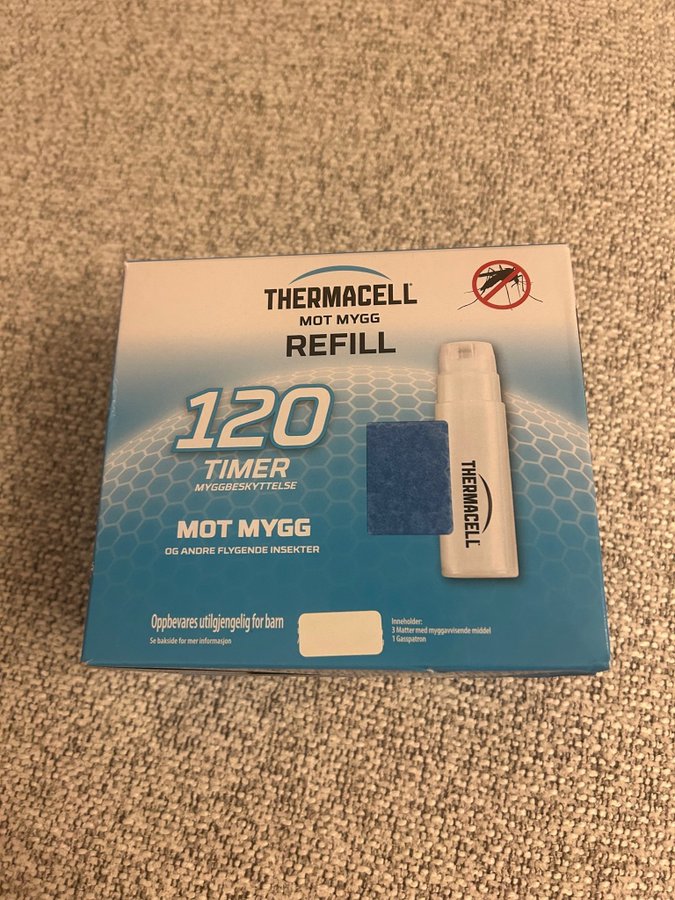 THERMACELL
MOT MYGG
REFILL
120
TIMER
MYGGBESKYTTELSE
MOT MYGG
OG ANDRE FLYGENDE INSEKTER
THERMACELL
Oppbevares utilgjengelig for barn
Se bakside for mer informasjon
Inneholder:
3 Matter med myggavvisende middel
1 Gasspatron